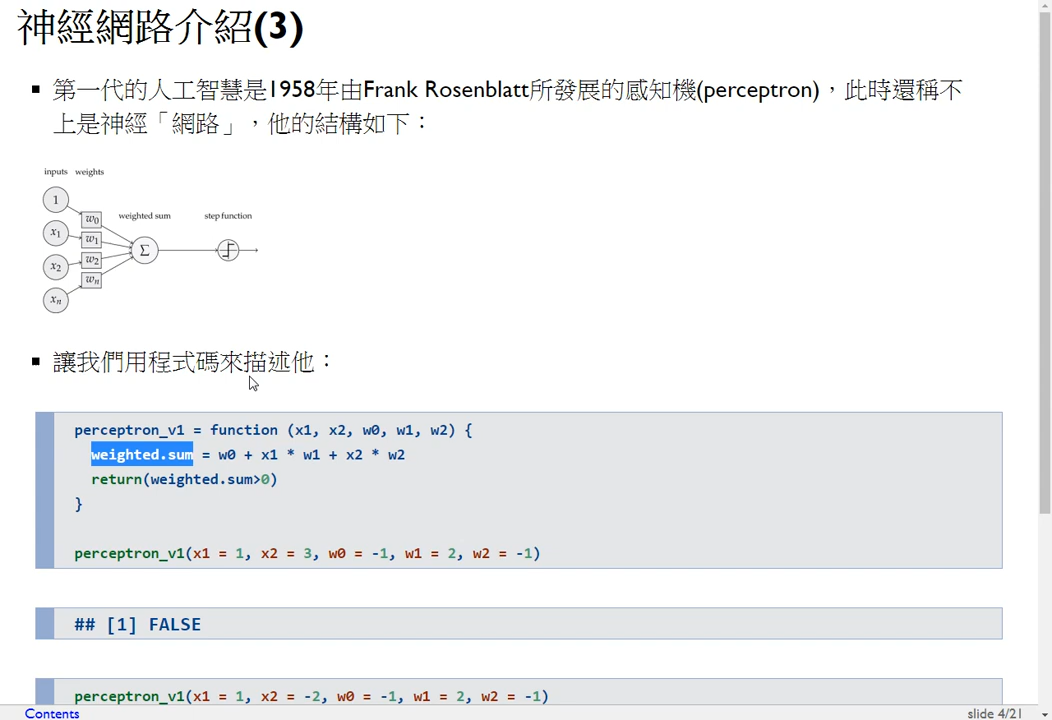 神經網路介紹(3)
第一代的人工智慧是1958年由Frank Rosenblatt所發展的感知機(perceptron)，此時還稱不
上是神經「網路」，他的結構如下：
inputs weights
1
w0
weighted sum
step function
x1
w1
Σ
x2
w2
wn
xn
讓我們用程式碼來描述他：
perceptron_v1 = function (x1, x2, w0, w1, w2) {
weighted.sum = w0 + x1 * w1 + x2 * w2
return(weighted.sum>0)
}
perceptron_v1(x1 = 1, x2 = 3, w0 = -1, w1 = 2, w2 = -1)
## [1] FALSE
perceptron_v1(x1 = 1, x2 = -2, w0 = -1, w1 = 2, w2 = -1)
Contents
slide 4/21